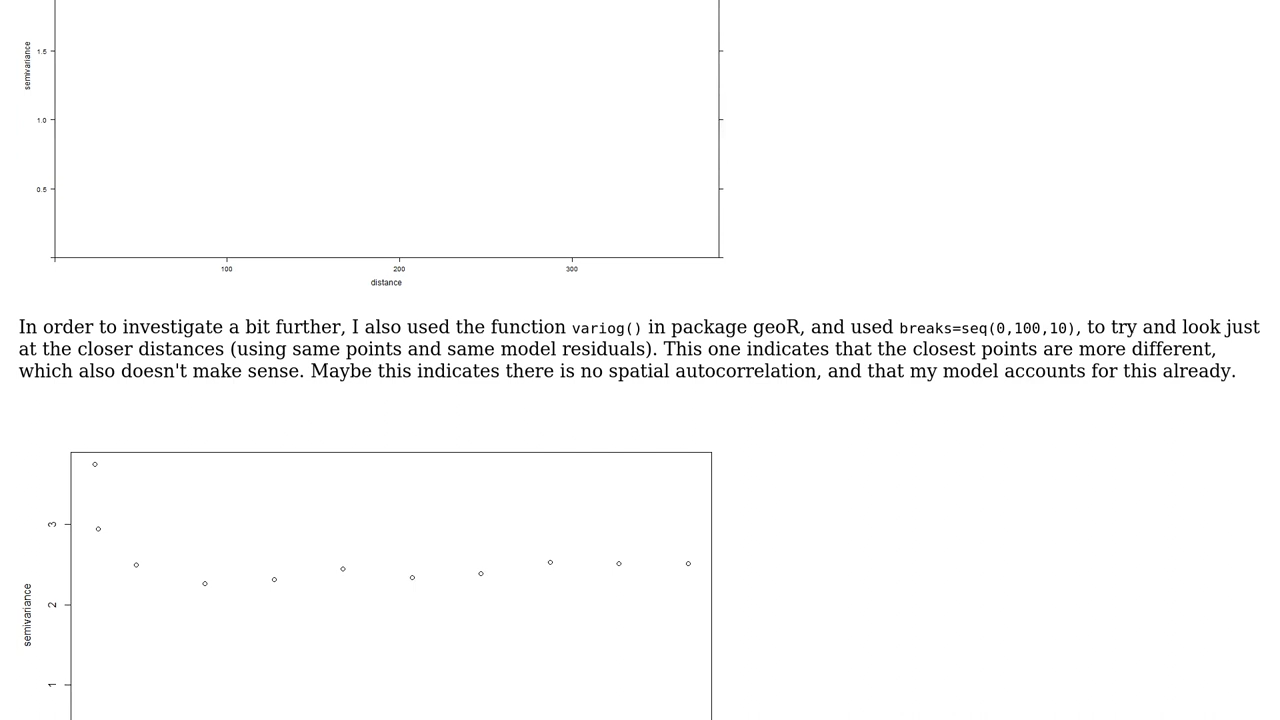 1.5
semivariance
1.0
0.5
100 200 300
distance
In order to investigate a bit further, I also used the function variog() in package geoR, and used breaks=seq(0,100,10), to try and look just
at the closer distances (using same points and same model residuals). This one indicates that the closest points are more different,
which also doesn't make sense. Maybe this indicates there is no spatial autocorrelation, and that my model accounts for this already.
3
2
semivariance
1